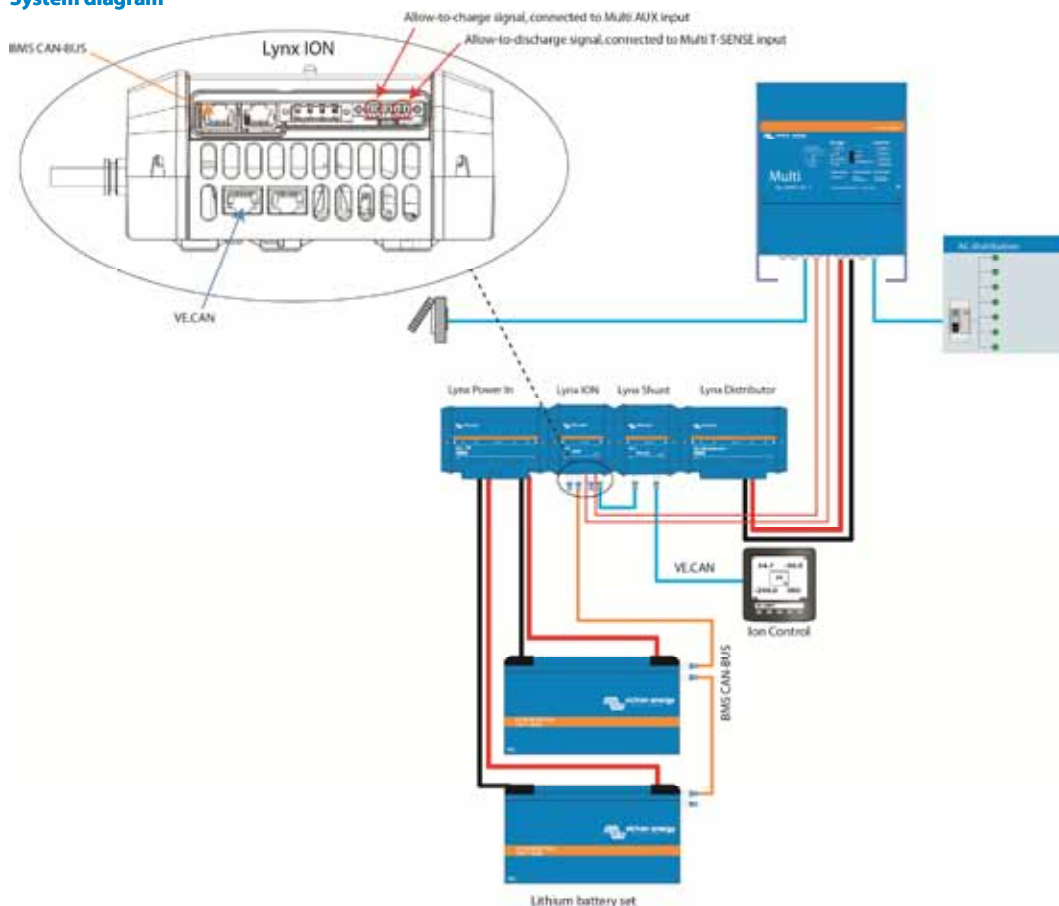 System diagram
Allow-to-charge signal, connected to Multi AUX input
Allow-to-discharge signal, connected to Multi T-SENSE input
BMS CAN-BUS
Lynx ION
Multi
AC distribution
VE.CAN
Lynx Power In
Lynx ION
Lynx Shunt
Lynx Distributor
VE.CAN
Ion Control
BMS CAN-BUS
victron energy
victron energy
Lithium battery set